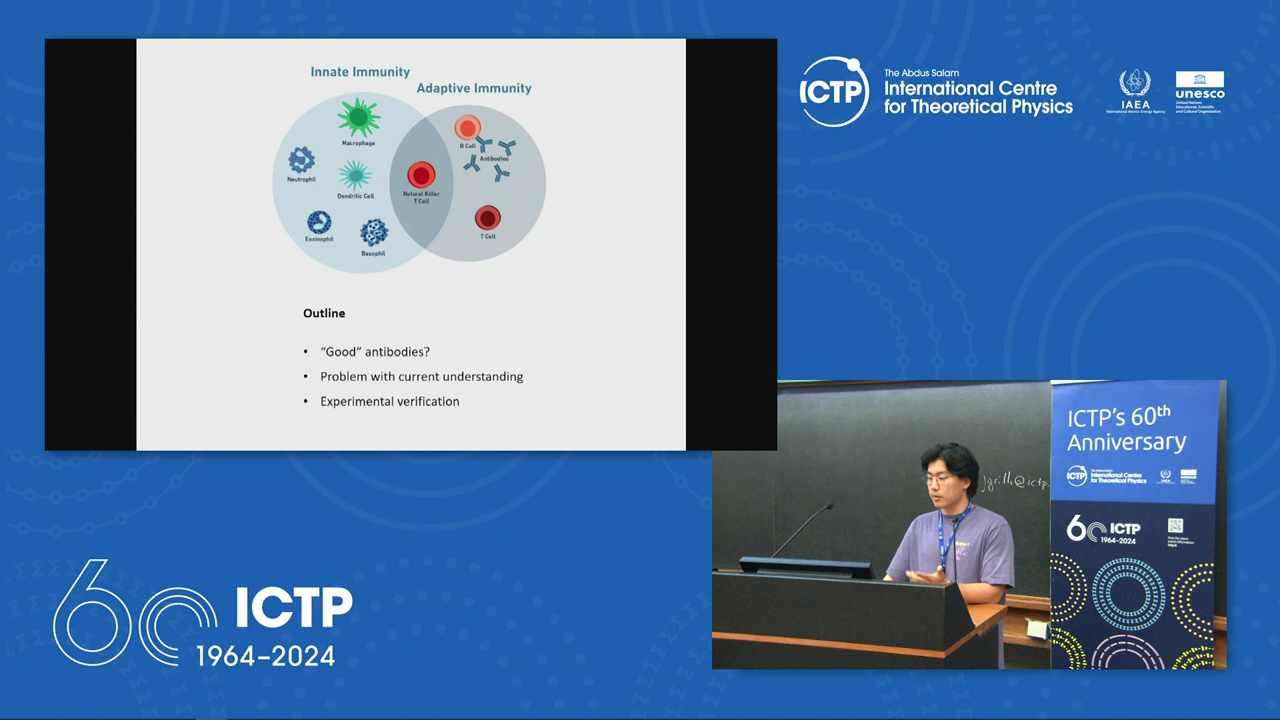 Innate Immunity
Adaptive Immunity
Macrophage
B Cell
Antibodies
Neutrophil
Dendritic Cell
Natural Killer
T Cell
Eosinophil
T Cell
Basophil
Outline
• “Good” antibodies?
• Problem with current understanding
• Experimental verification
ICTP
The Abdus Salam
International Centre
for Theoretical Physics
IAEA
International Atomic Energy Agency
unesco
United Nations
Educational, Scientific
and Cultural Organization
jgrilli@ictp.
ICTP's 60th
Anniversary
ICTP
International Centre
for Theoretical Physics
60 ICTP
1964-2024
60 ICTP
1964–2024